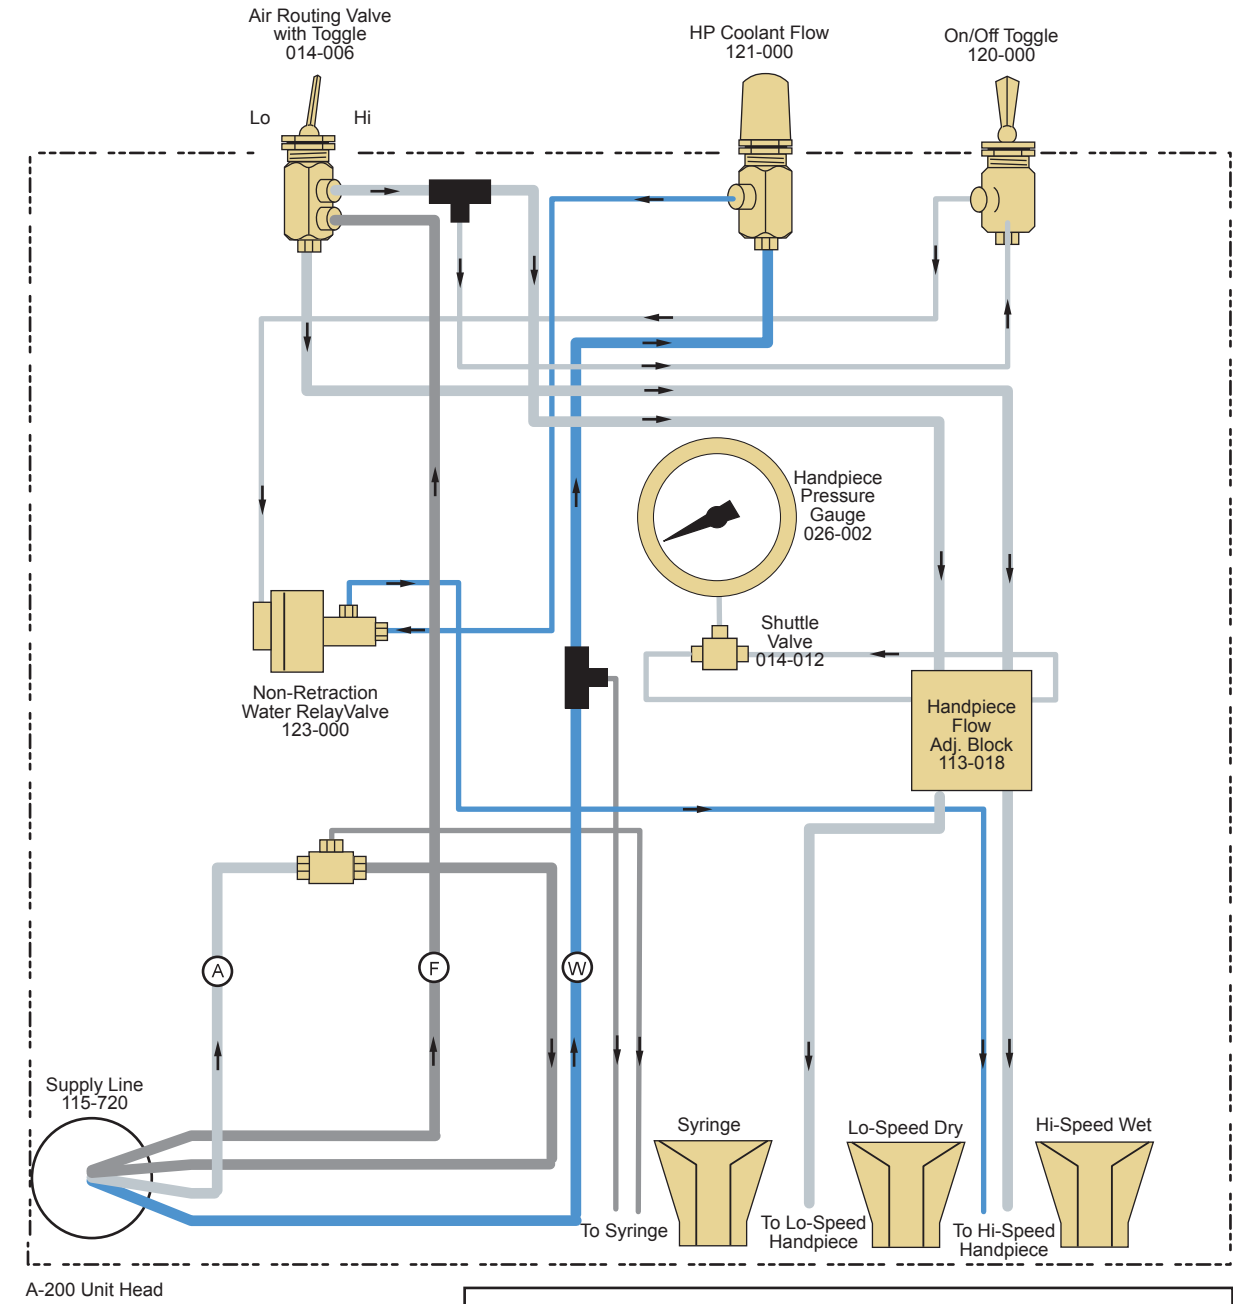 Air Routing Valve
with Toggle
014-006
HP Coolant Flow
121-000
On/Off Toggle
120-000
Lo
Hi
Handpiece
Pressure
Gauge
026-002
Shuttle
Valve
014-012
Non-Retraction
Water RelayValve
123-000
Handpiece
Flow
Adj. Block
113-018
A
F
W
Supply Line
115-720
Syringe
Lo-Speed Dry
Hi-Speed Wet
To Syringe
To Lo-Speed
Handpiece
To Hi-Speed
Handpiece
A-200 Unit Head